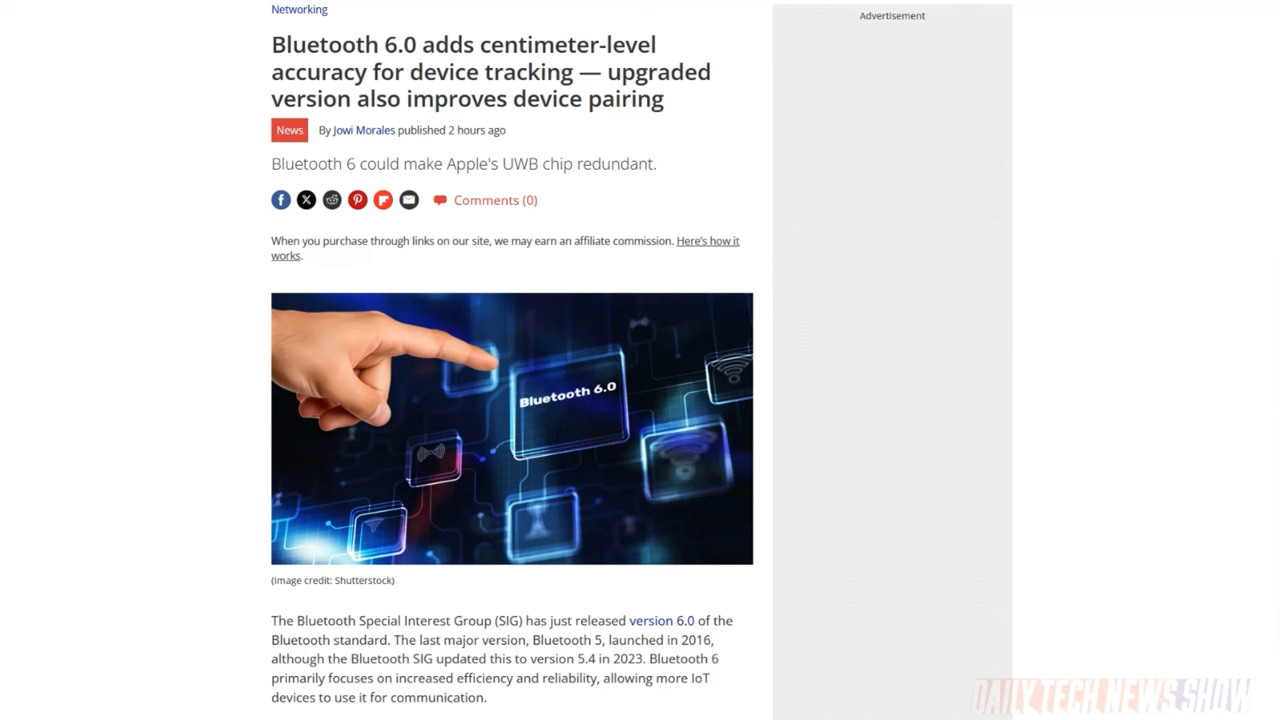 Networking
Advertisement
Bluetooth 6.0 adds centimeter-level
accuracy for device tracking — upgraded
version also improves device pairing
News
By Jowi Morales published 2 hours ago
Bluetooth 6 could make Apple's UWB chip redundant.
Comments (0)
When you purchase through links on our site, we may earn an affiliate commission. Here's how it
works.
Bluetooth 6.0
(Image credit: Shutterstock)
The Bluetooth Special Interest Group (SIG) has just released version 6.0 of the
Bluetooth standard. The last major version, Bluetooth 5, launched in 2016,
although the Bluetooth SIG updated this to version 5.4 in 2023. Bluetooth 6
primarily focuses on increased efficiency and reliability, allowing more IoT
devices to use it for communication.
DAILY TECH NEWS SHOW